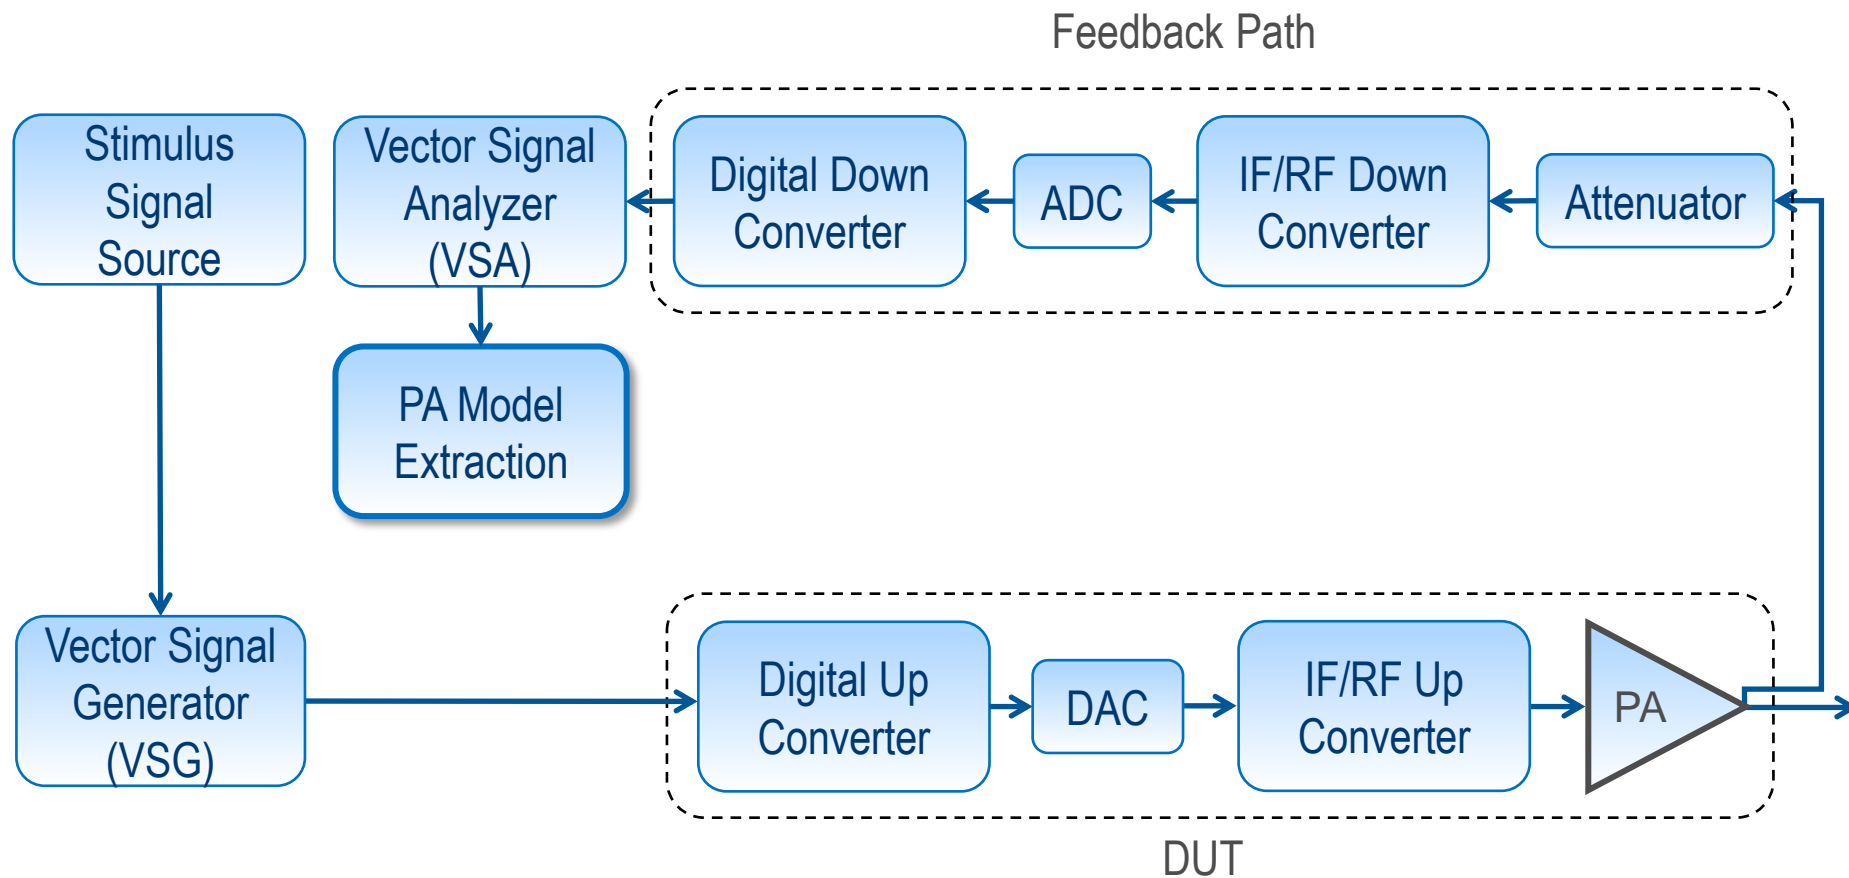 Feedback Path
Stimulus
Signal
Source
Vector Signal
Analyzer
(VSA)
Digital Down
Converter
ADC
IF/RF Down
Converter
Attenuator
PA Model
Extraction
Vector Signal
Generator
(VSG)
Digital Up
Converter
DAC
IF/RF Up
Converter
PA
DUT